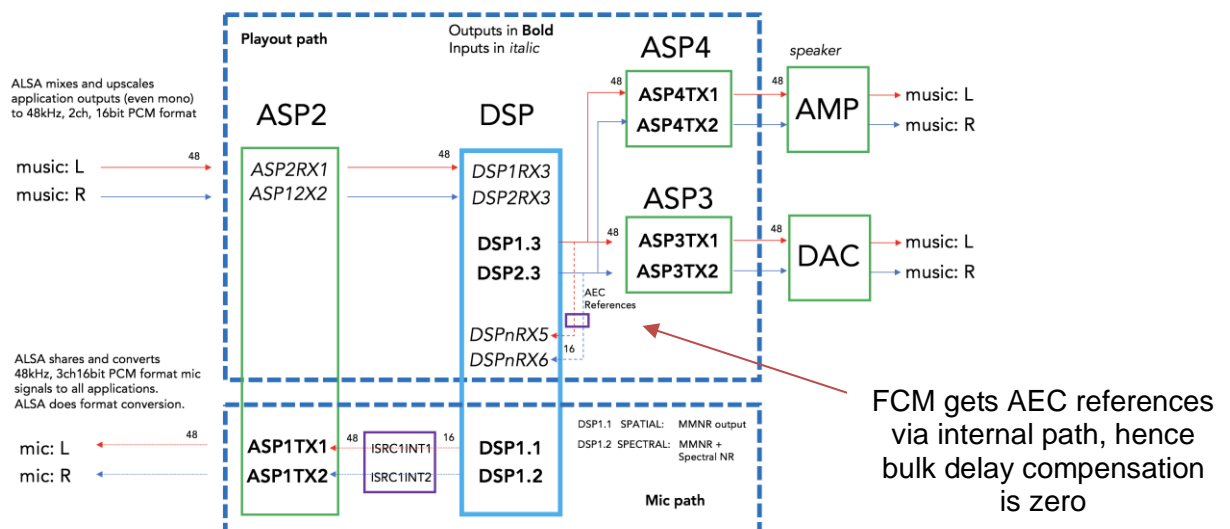 Playout path
Outputs in Bold
Inputs in italic
ASP4
speaker
ALSA mixes and upscales
application outputs (even mono)
to 48kHz, 2ch, 16bit PCM format
ASP2
DSP
48
ASP4TX1
ASP4TX2
48
AMP
music: L
music: R
music: L
music: R
48
ASP2RX1
ASP12X2
48
DSP1RX3
DSP2RX3
ASP3
DSP1.3
DSP2.3
48
ASP3TX1
ASP3TX2
48
DAC
music: L
music: R
AEC
References
DSPnRX5
DSPnRX6
16
ALSA shares and converts
48kHz, 3ch16bit PCM format mic
signals to all applications.
ALSA does format conversion.
FCM gets AEC references
via internal path, hence
bulk delay compensation
is zero
mic: L
mic: R
48
ASP1TX1
ASP1TX2
48
ISRC1INT1
ISRC1INT2
16
DSP1.1
DSP1.2
DSP1.1 SPATIAL: MMNR output
DSP1.2 SPECTRAL: MMNR +
Spectral NR
Mic path